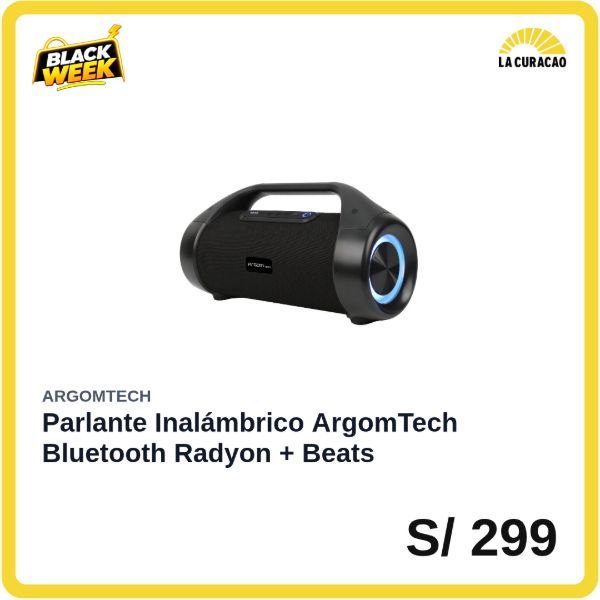 BLACK
WEEK
LA CURACAO
ARGOMTECH
Parlante Inalámbrico ArgomTech
Bluetooth Radyon + Beats
S/ 299